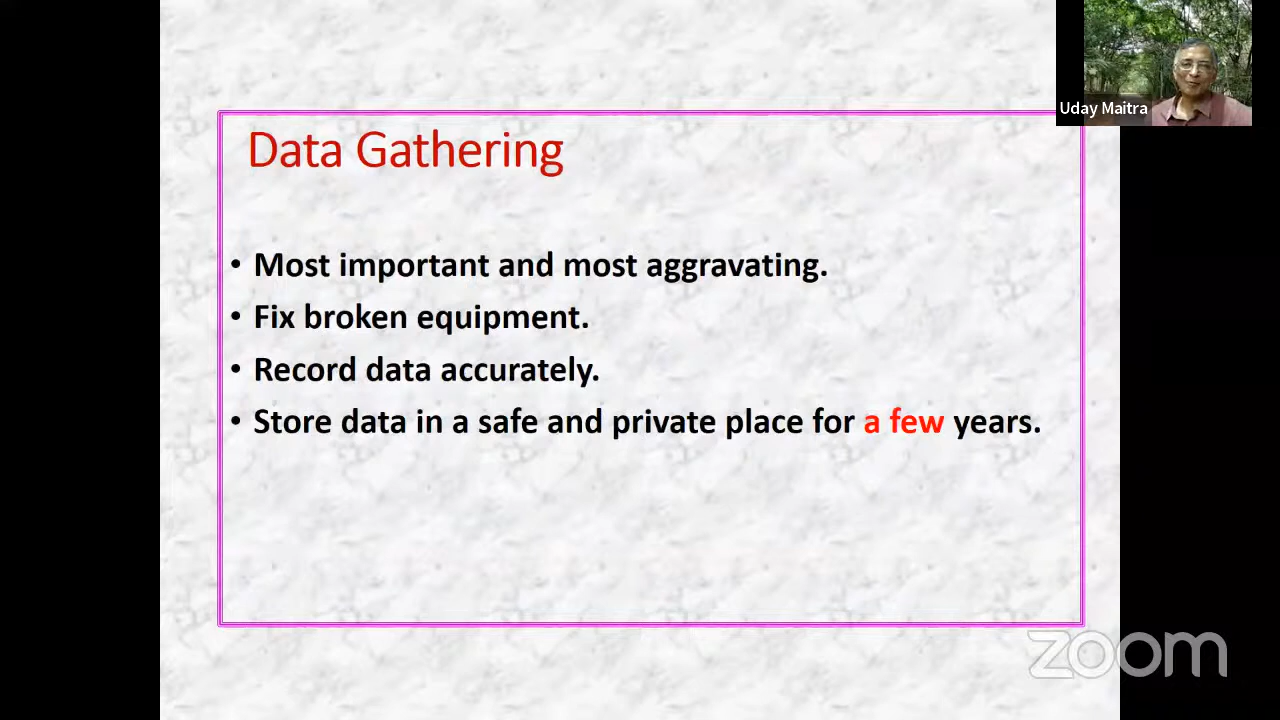 Uday Maitra
Data Gathering
• Most important and most aggravating.
• Fix broken equipment.
• Record data accurately.
• Store data in a safe and private place for a few years.
zoom